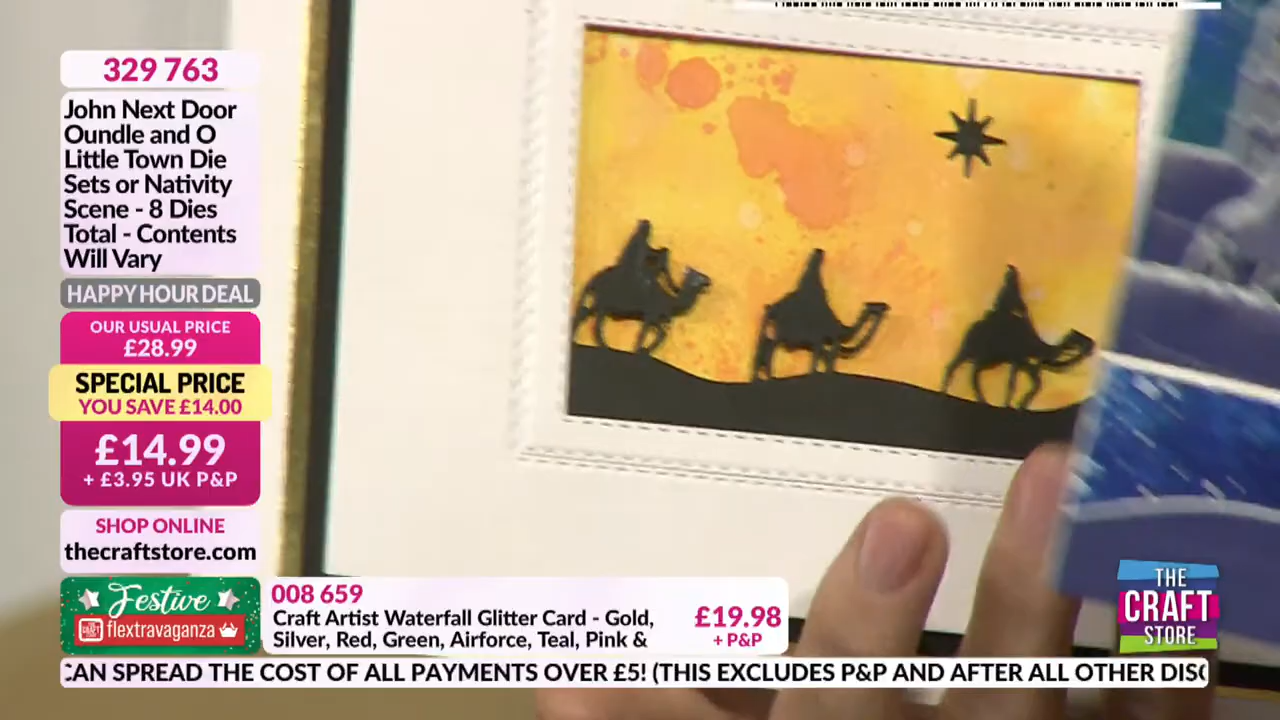 329 763
John Next Door
Oundle and O
Little Town Die
Sets or Nativity
Scene - 8 Dies
Total - Contents
Will Vary
HAPPY HOUR DEAL
OUR USUAL PRICE
£28.99
SPECIAL PRICE
YOU SAVE £14.00
£14.99
+ £3.95 UK P&P
SHOP ONLINE
thecraftstore.com
Festive
flextravaganza
008 659
Craft Artist Waterfall Glitter Card - Gold,
Silver, Red, Green, Airforce, Teal, Pink &
£19.98
+ P&P
THE
CRAFT
STORE
CAN SPREAD THE COST OF ALL PAYMENTS OVER £5! (THIS EXCLUDES P&P AND AFTER ALL OTHER DISC